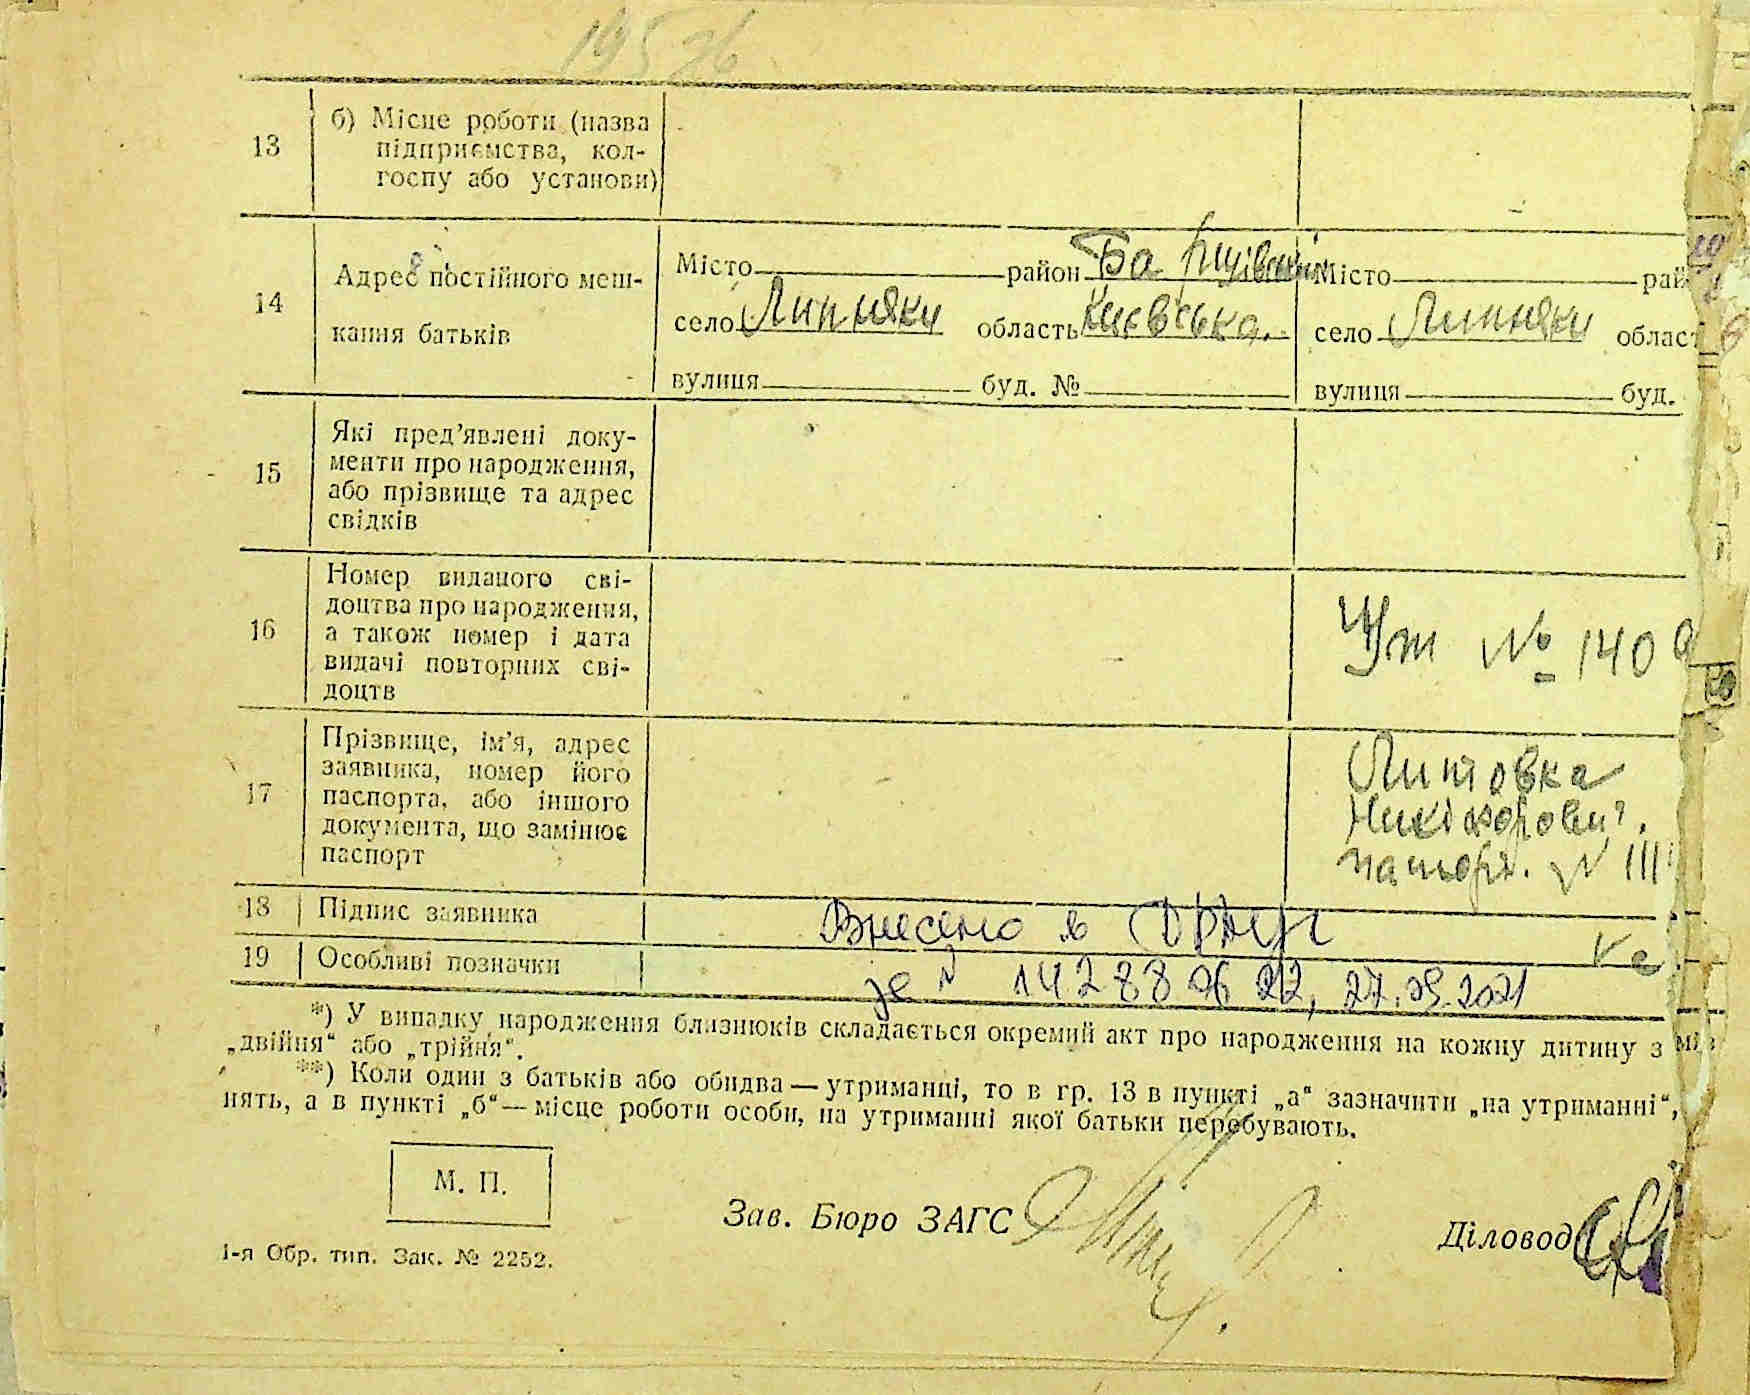 13
б) Місце роботи (назва
підприємства, кол-
госпу або установи)
14
Адрес постійного меш-
кання батьків
Місто район
село Липняки область Київська.
вулиця буд. №
Місто рай
село Липняки област
вулиця буд.
15
Які пред’явлені доку-
менти про народження,
або прізвище та адрес
свідків
16
Номер виданого сві-
доцтва про народження,
а також номер і дата
видачі повторних сві-
доцтв
№ 140
17
Прізвище, ім’я, адрес
заявника, номер його
паспорта, або іншого
документа, що замінює
паспорт
Литовка
18 Підпис заявника
Внесено в
19 Особливі позначки
27.09.2021
*) У випадку народження близнюків складається окремий акт про народження на кожну дитину з
„двійня“ або „трійня“.
**) Коли один з батьків або обидва — утриманці, то в гр. 13 в пункті „а“ зазначити „на утриманні“,
нять, а в пункті „б“ — місце роботи особи, на утриманні якої батьки перебувають.
М. П.
Зав. Бюро ЗАГС
Діловод
1-я Обр. тип. Зак. № 2252.